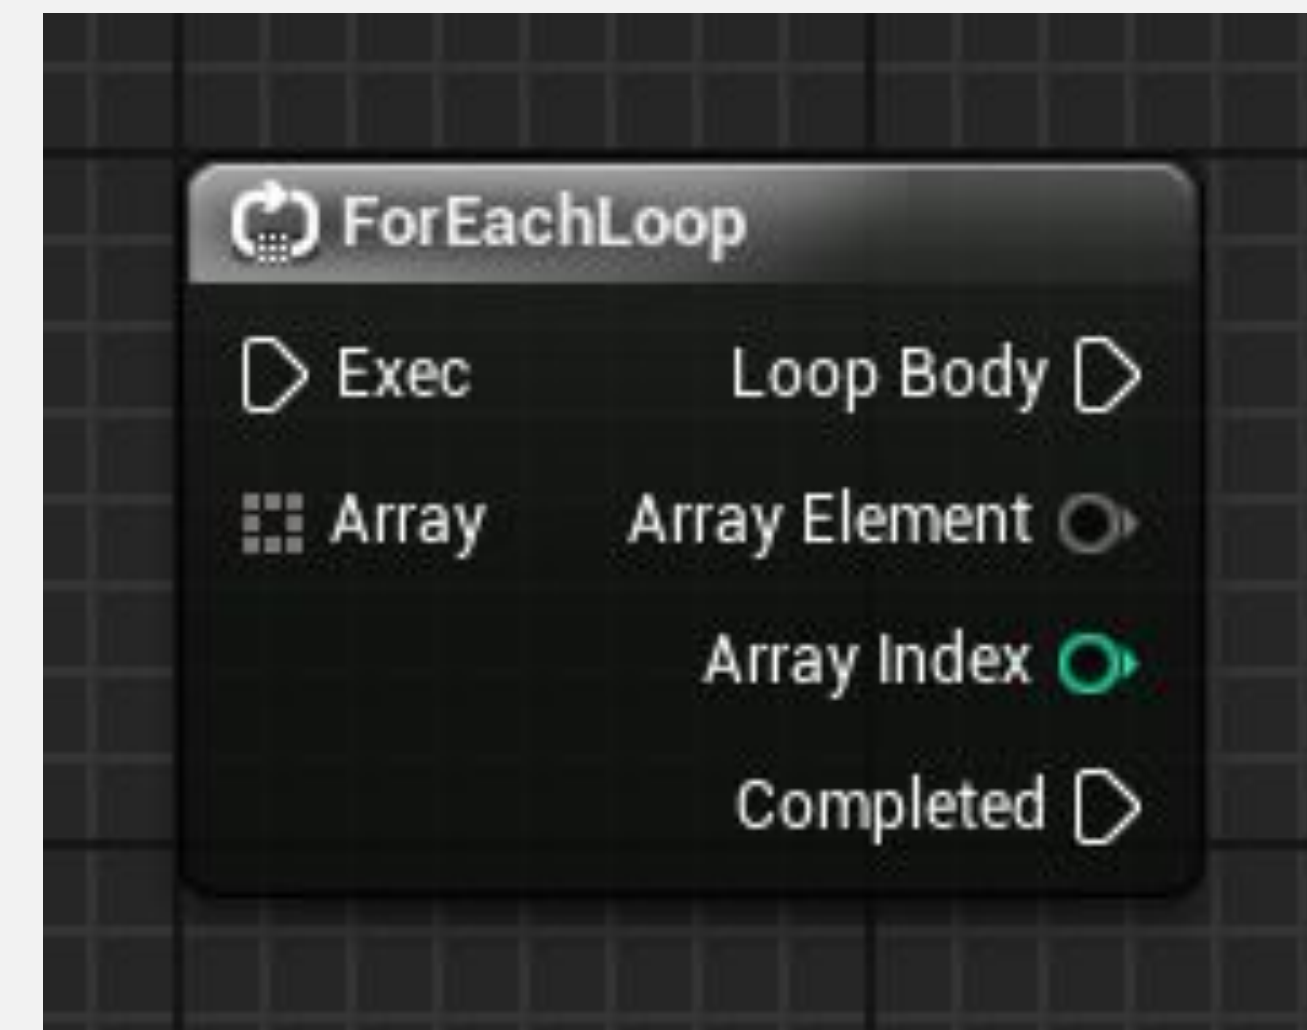 ForEachLoop
Exec
Loop Body
Array
Array Element
Array Index
Completed